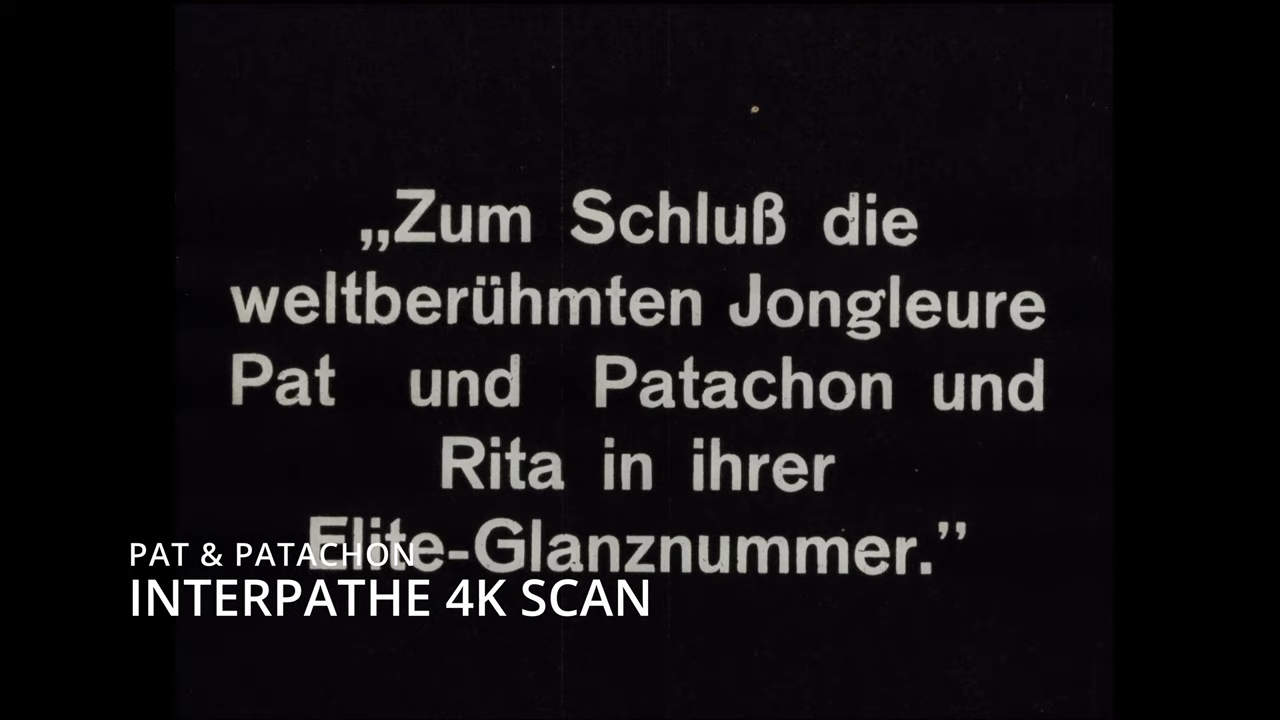 „Zum Schluß die
weltberühmten Jongleure
Pat und Patachon und
Rita in ihrer
Elite-Glanznummer.”
PAT & PATACHON
INTERPATHE 4K SCAN